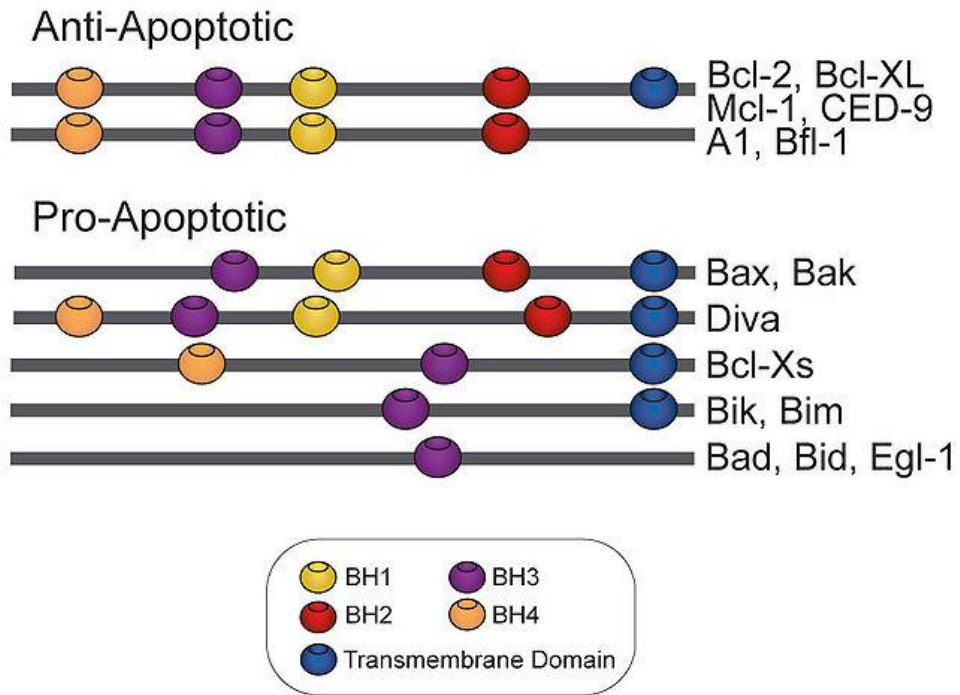 Anti-Apoptotic
Bcl-2, Bcl-XL
Mcl-1, CED-9
A1, Bfl-1
Pro-Apoptotic
Bax, Bak
Diva
Bcl-Xs
Bik, Bim
Bad, Bid, Egl-1
BH1
BH3
BH2
BH4
Transmembrane Domain